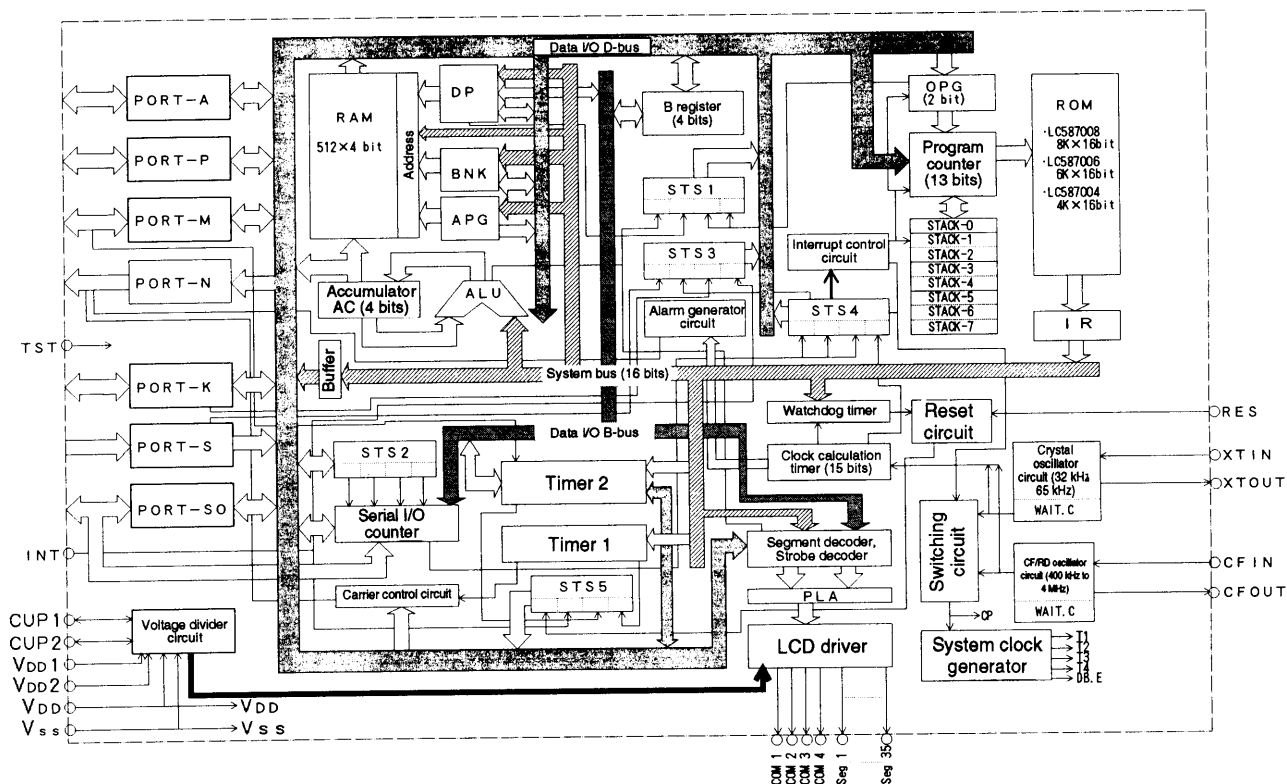 Data I/O D-bus
PORT-A
PORT-P
PORT-M
PORT-N
TST
PORT-K
PORT-S
PORT-SO
INT
CUP1
CUP2
VDD1
VDD2
VDD
Vss
Voltage divider
circuit
VDD
Vss
RAM
512×4 bit
Address
DP
BNK
APG
Accumulator
AC (4 bits)
ALU
Buffer
System bus (16 bits)
B register
(4 bits)
STS1
STS3
Alarm generator
circuit
Interrupt control
circuit
STS4
OPG
(2 bit)
Program
counter
(13 bits)
STACK-0
STACK-1
STACK-2
STACK-3
STACK-4
STACK-5
STACK-6
STACK-7
ROM
·LC587008
8K×16bit
·LC587006
6K×16bit
·LC587004
4K×16bit
IR
Data I/O B-bus
STS2
Serial I/O
counter
Timer 2
Timer 1
Carrier control circuit
STS5
Watchdog timer
Clock calculation
timer (15 bits)
Reset
circuit
Segment decoder,
Strobe decoder
PLA
LCD driver
Switching
circuit
Crystal
oscillator
circuit (32 kHz
65 kHz)
WAIT.C
CF/RD oscillator
circuit (400 kHz to
4 MHz)
WAIT.C
CP
System clock
generator
T1
T2
T3
T4
DB.E
RES
XTIN
XTOUT
CFIN
CFOUT
COM 1
COM 2
COM 3
COM 4
Seg 1
Seg 35